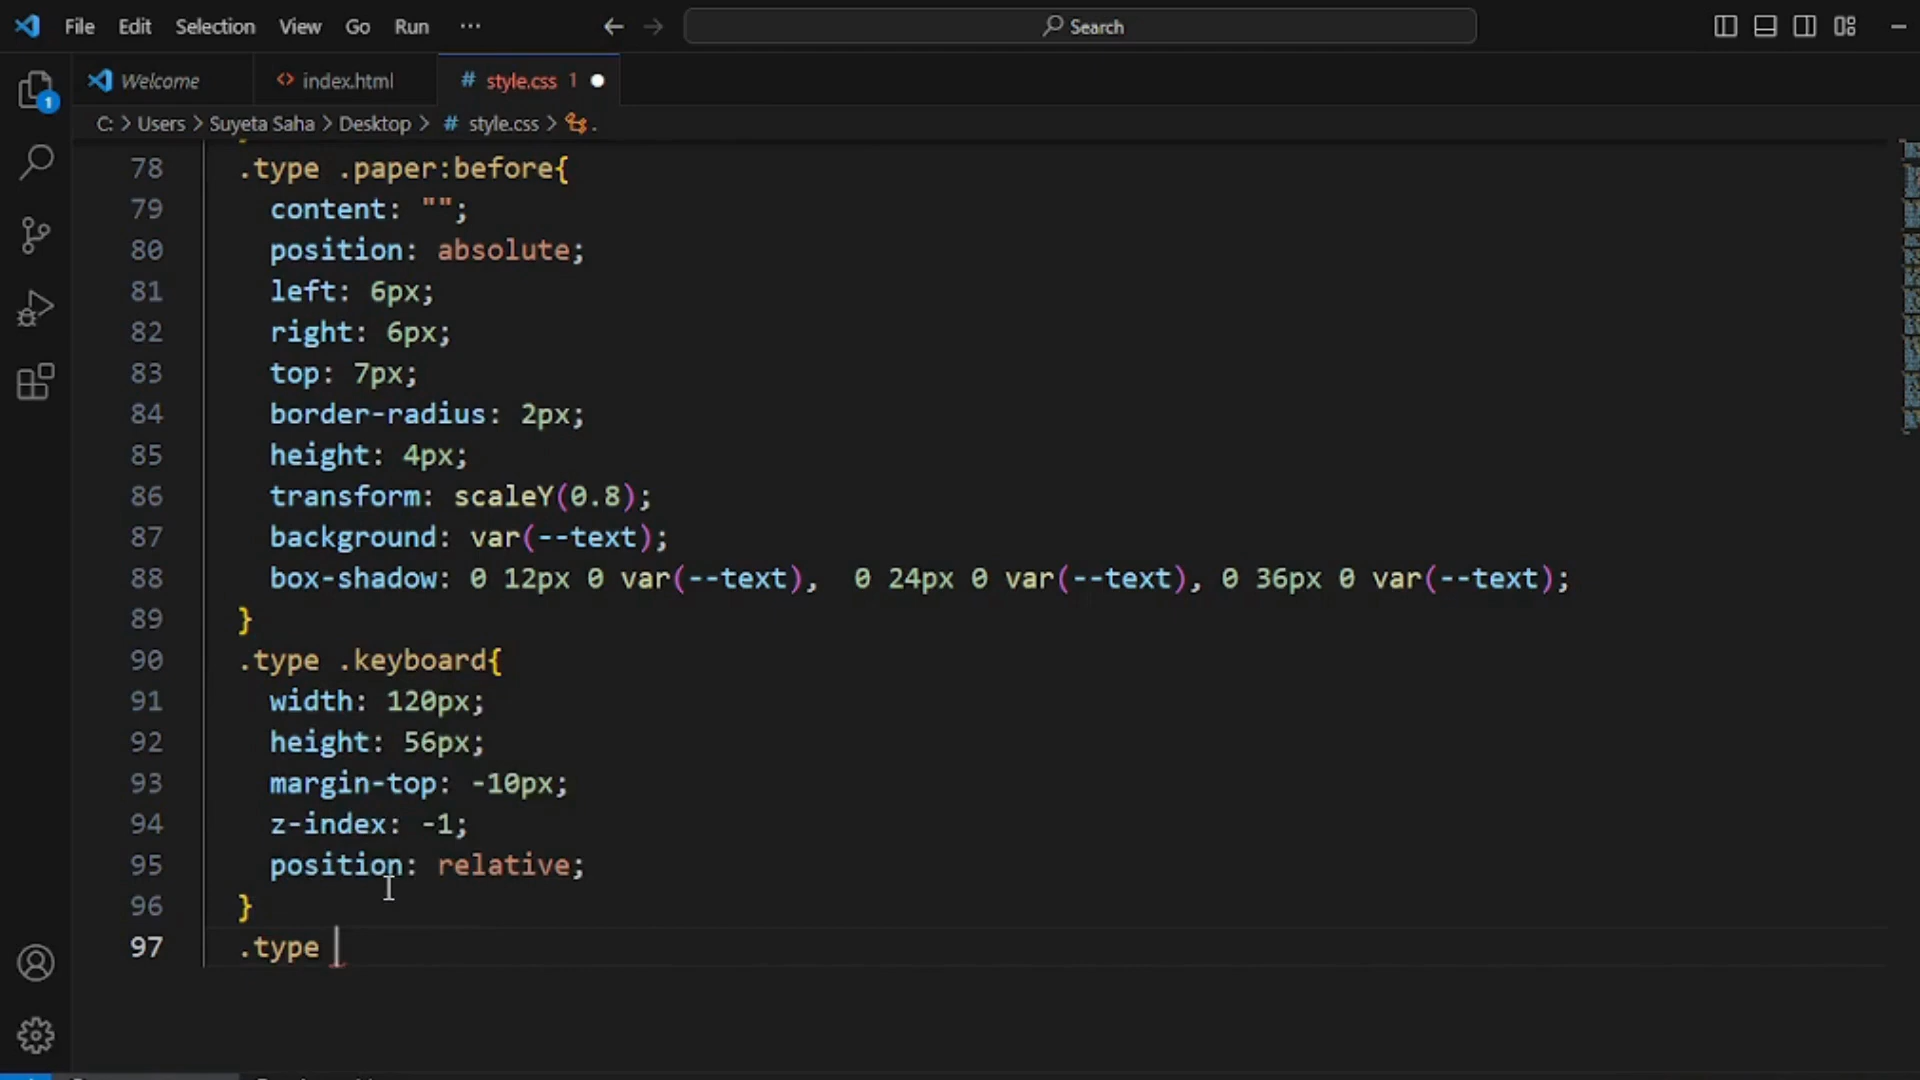 File Edit Selection View Go Run ··· ← → Search
Welcome <> index.html # style.css 1 ●
C: > Users > Suyeta Saha > Desktop > # style.css > .
1
78 .type .paper:before{
79 content: "";
80 position: absolute;
81 left: 6px;
82 right: 6px;
83 top: 7px;
84 border-radius: 2px;
85 height: 4px;
86 transform: scaleY(0.8);
87 background: var(--text);
88 box-shadow: 0 12px 0 var(--text),  0 24px 0 var(--text), 0 36px 0 var(--text);
89 }
90 .type .keyboard{
91 width: 120px;
92 height: 56px;
93 margin-top: -10px;
94 z-index: -1;
95 position: relative;
96 }
97 .type